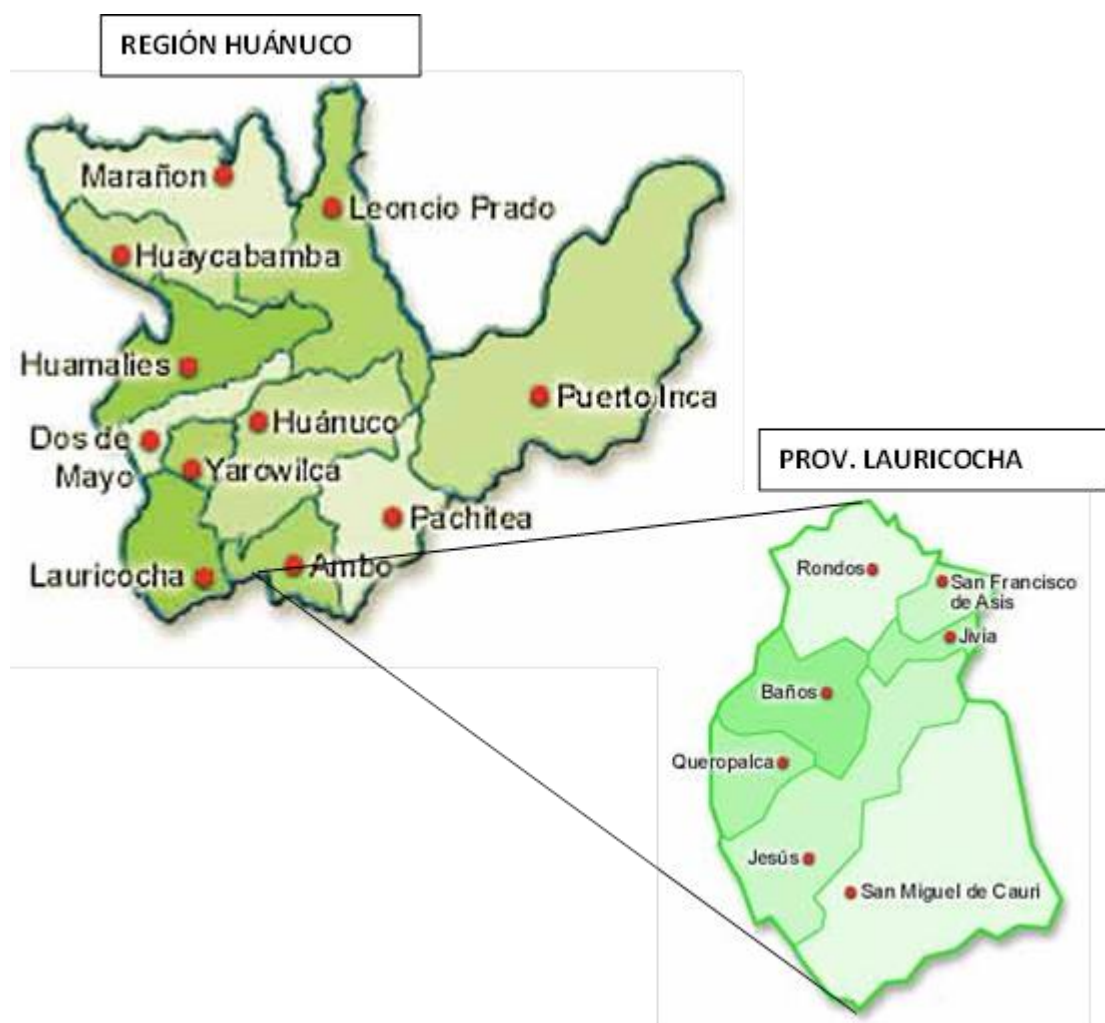 REGIÓN HUÁNUCO
Marañon
Leoncio Prado
Huaycabamba
Huamalies
Puerto Inca
Huánuco
Dos de
Mayo
Yarowilca
Pachitea
Lauricocha
Ambo
PROV. LAURICOCHA
Rondos
San Francisco
de Asis
Jivia
Baños
Queropalca
Jesús
San Miguel de Cauri